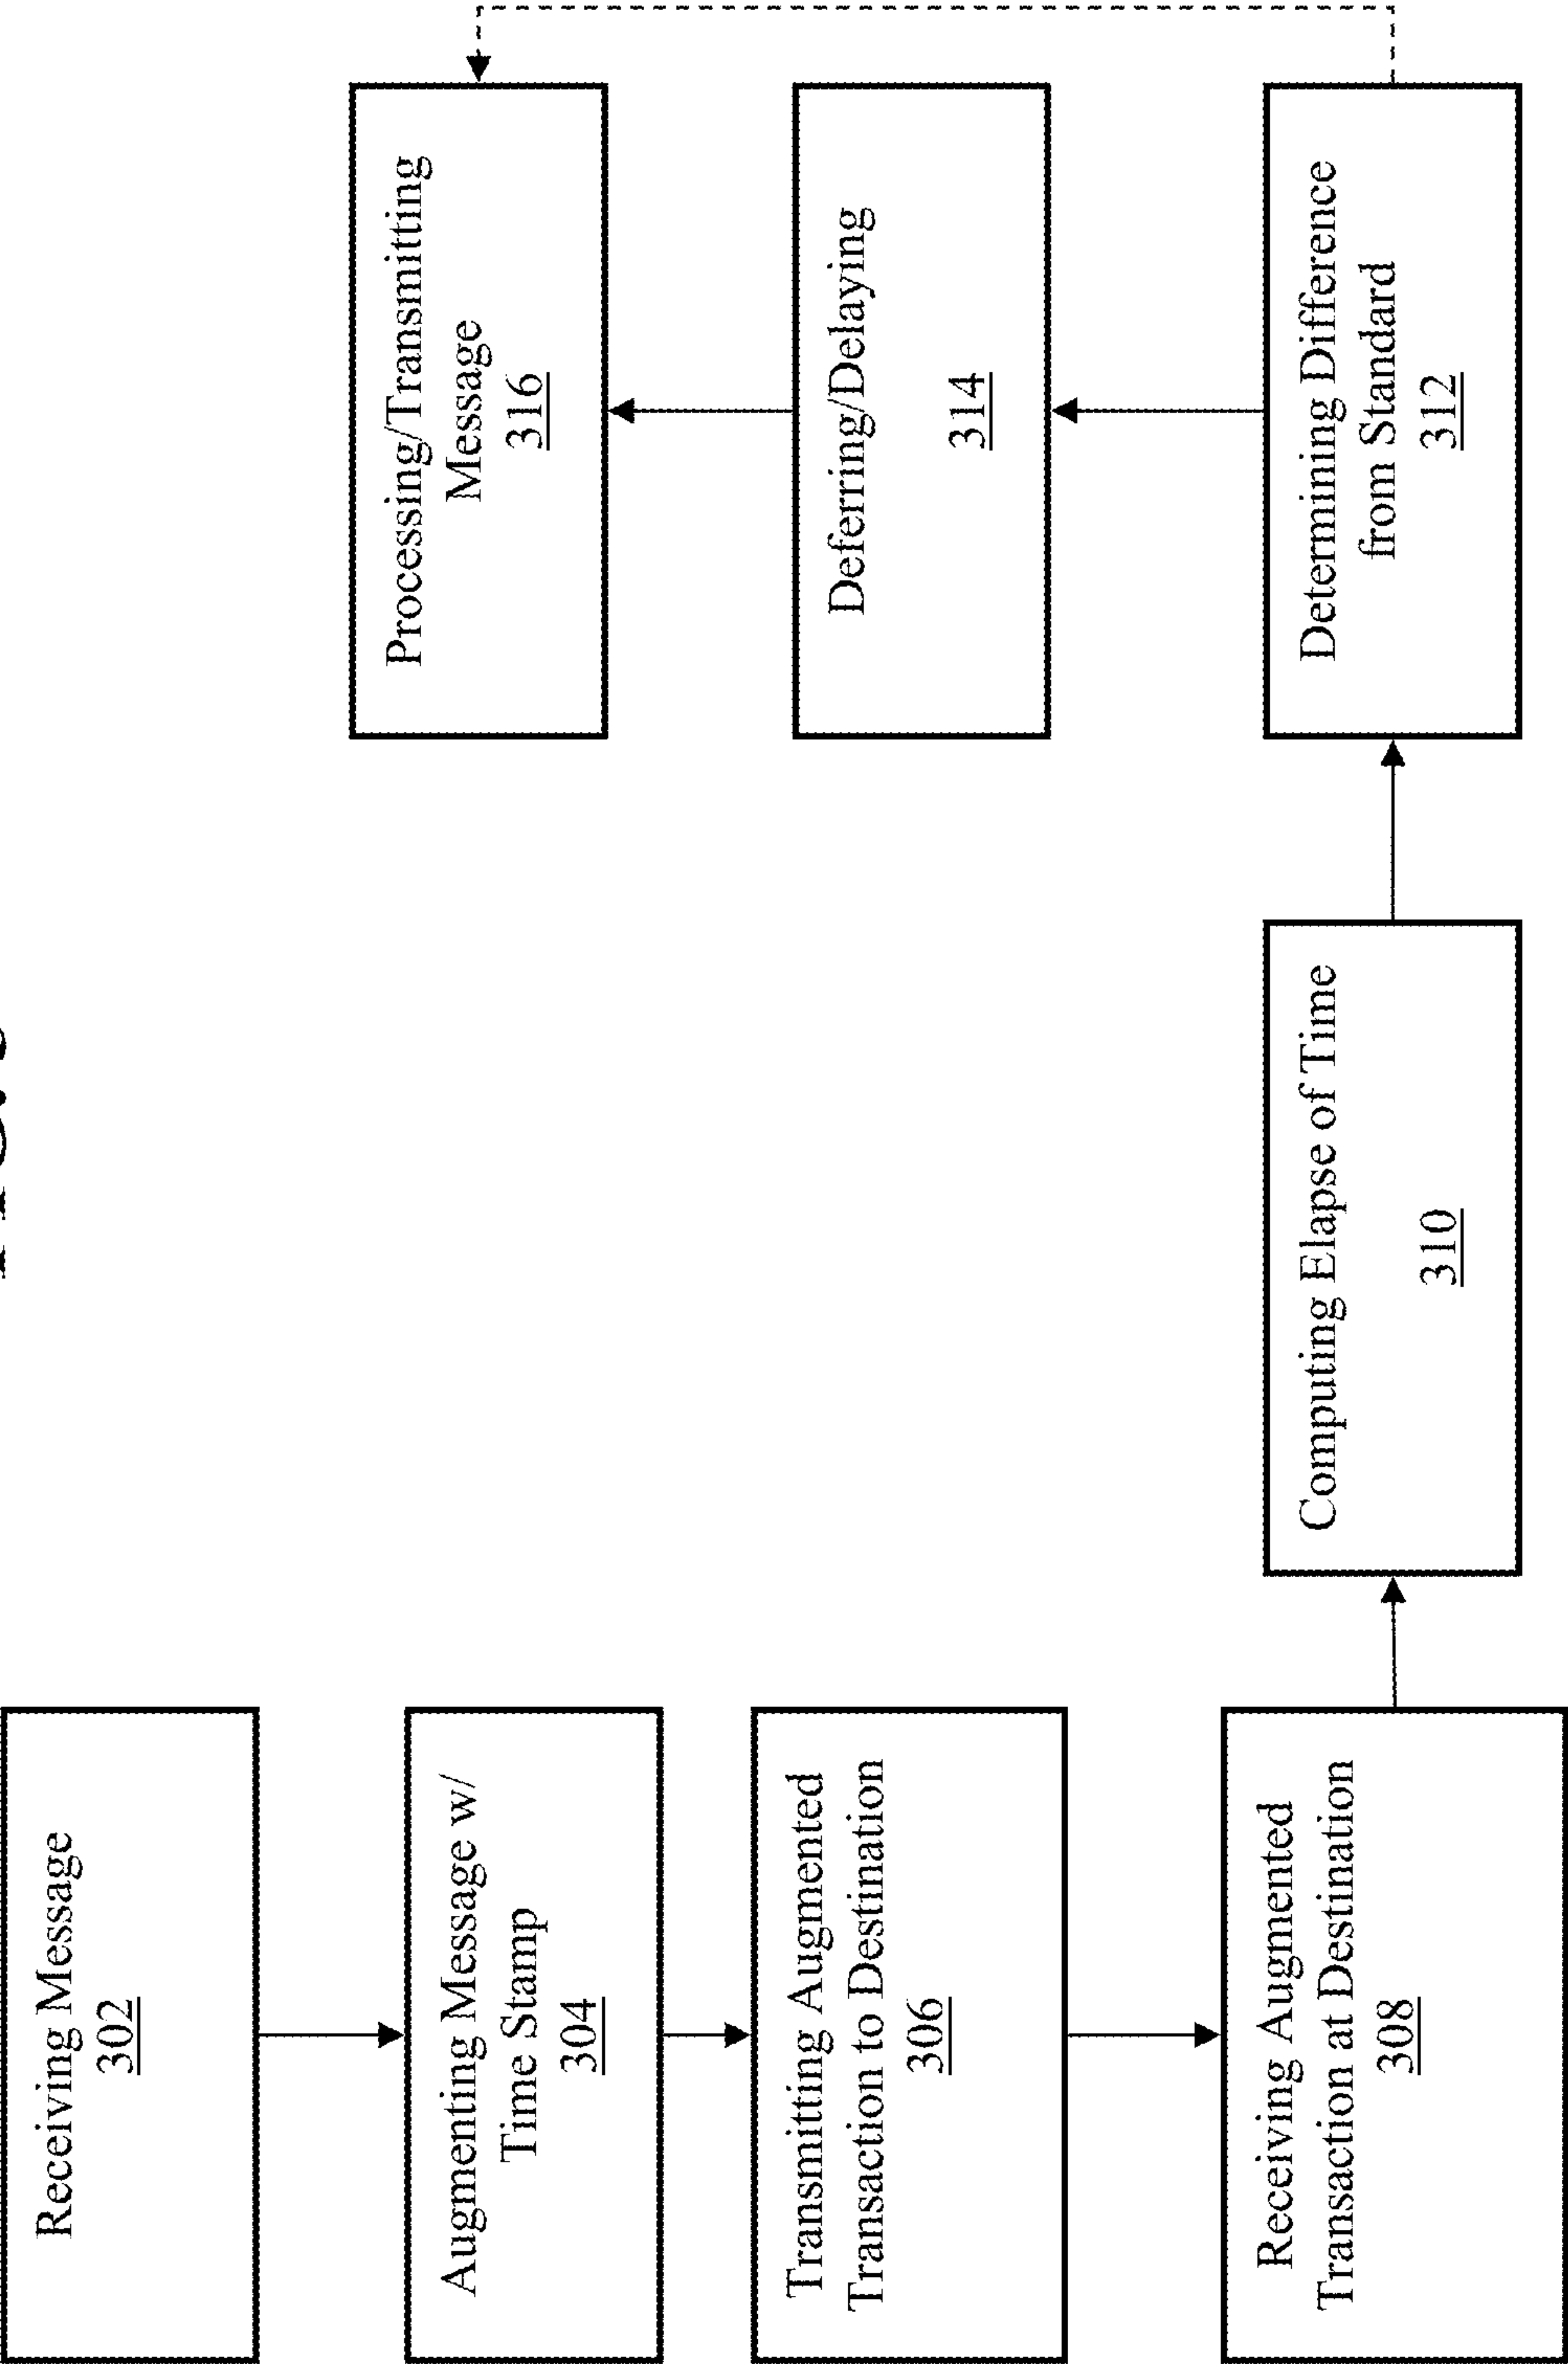 Receiving Message
302
Augmenting Message w/
Time Stamp
304
Transmitting Augmented
Transaction to Destination
306
Receiving Augmented
Transaction at Destination
308
Computing Elapse of Time
310
Determining Difference
from Standard
312
Deferring/Delaying
314
Processing/Transmitting
Message
316